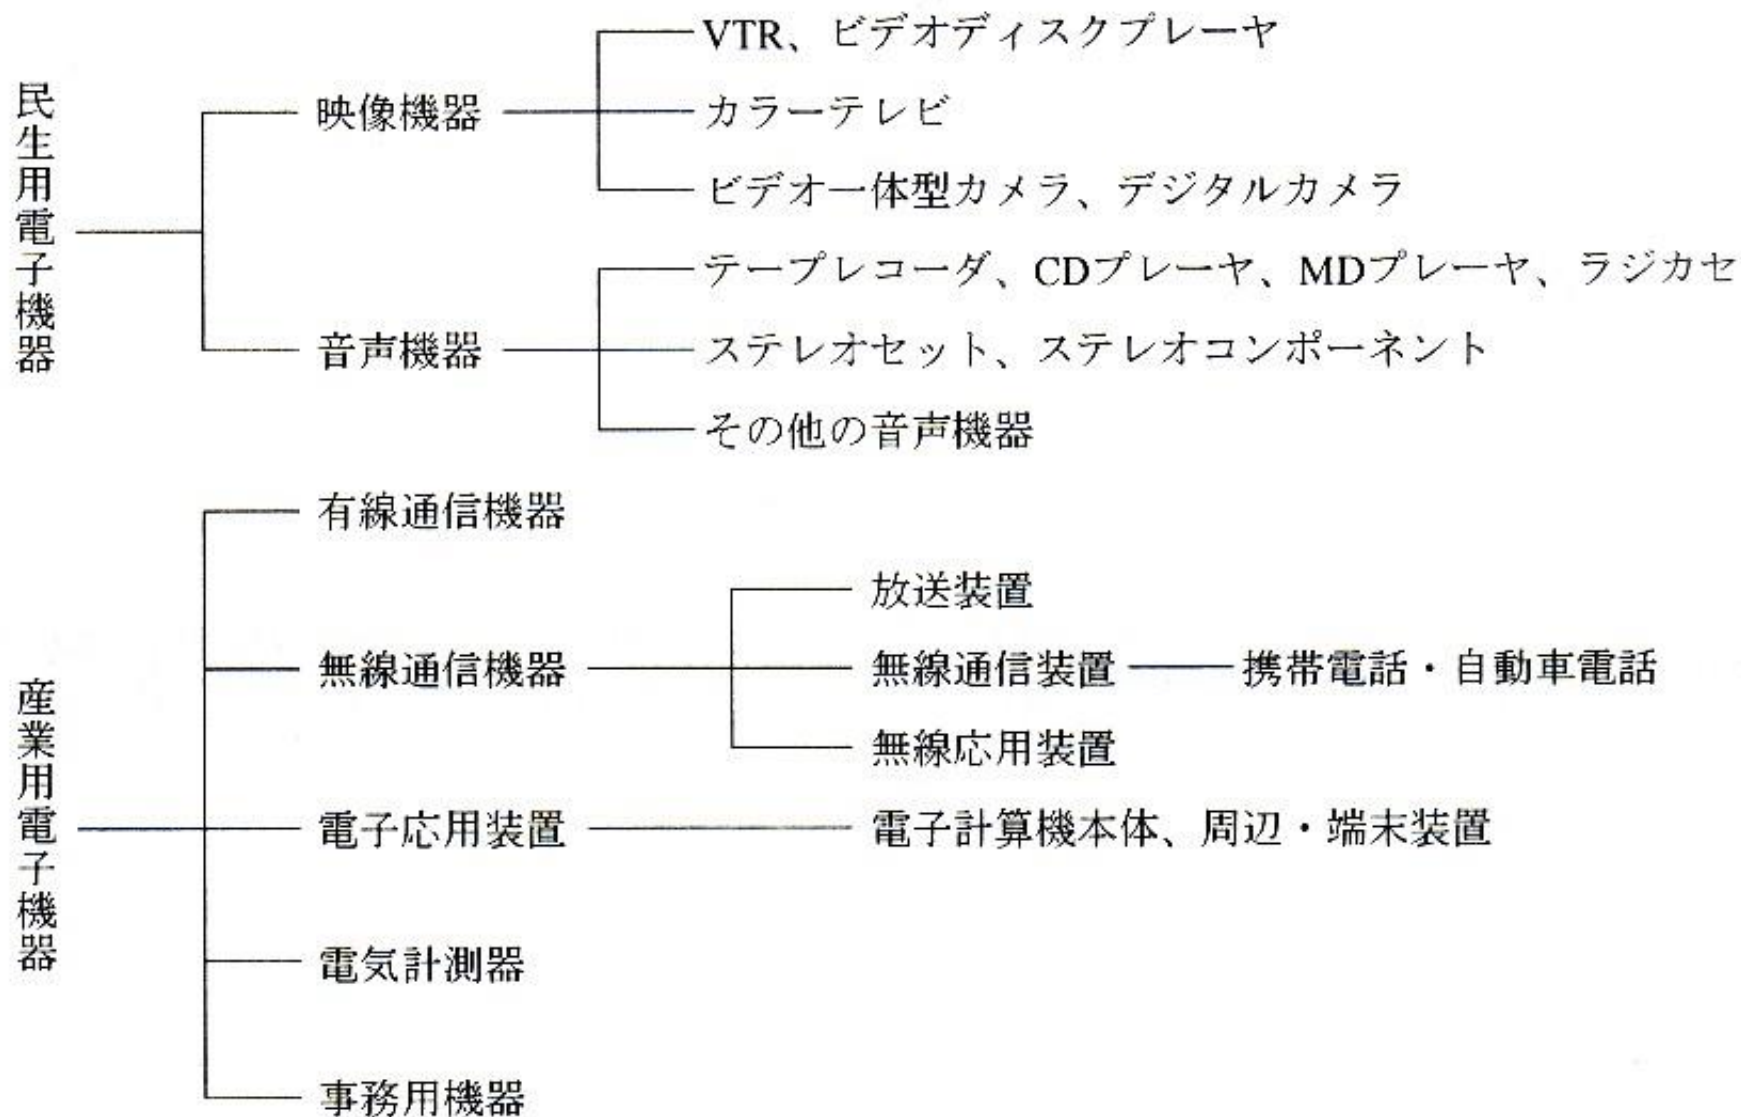 民生用電子機器
映像機器
VTR、ビデオディスクプレーヤ
カラーテレビ
ビデオ一体型カメラ、デジタルカメラ
音声機器
テープレコーダ、CDプレーヤ、MDプレーヤ、ラジカセ
ステレオセット、ステレオコンポーネント
その他の音声機器
産業用電子機器
有線通信機器
無線通信機器
放送装置
無線通信装置
携帯電話・自動車電話
無線応用装置
電子応用装置
電子計算機本体、周辺・端末装置
電気計測器
事務用機器